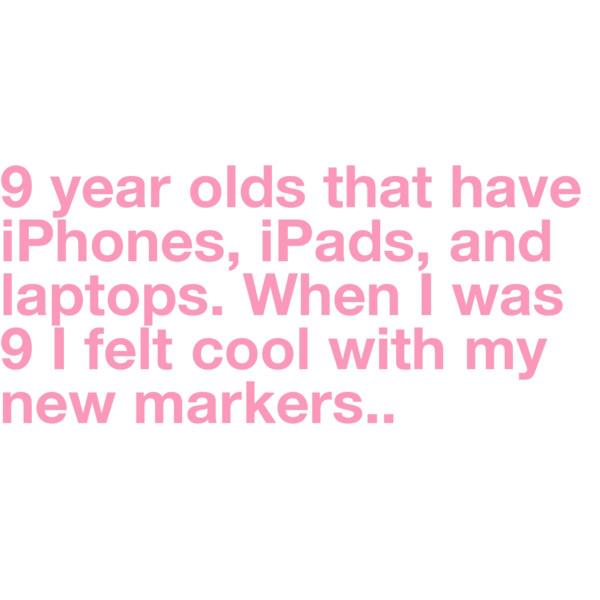 9 year olds that have
iPhones, iPads, and
laptops. When I was
9 I felt cool with my
new markers..